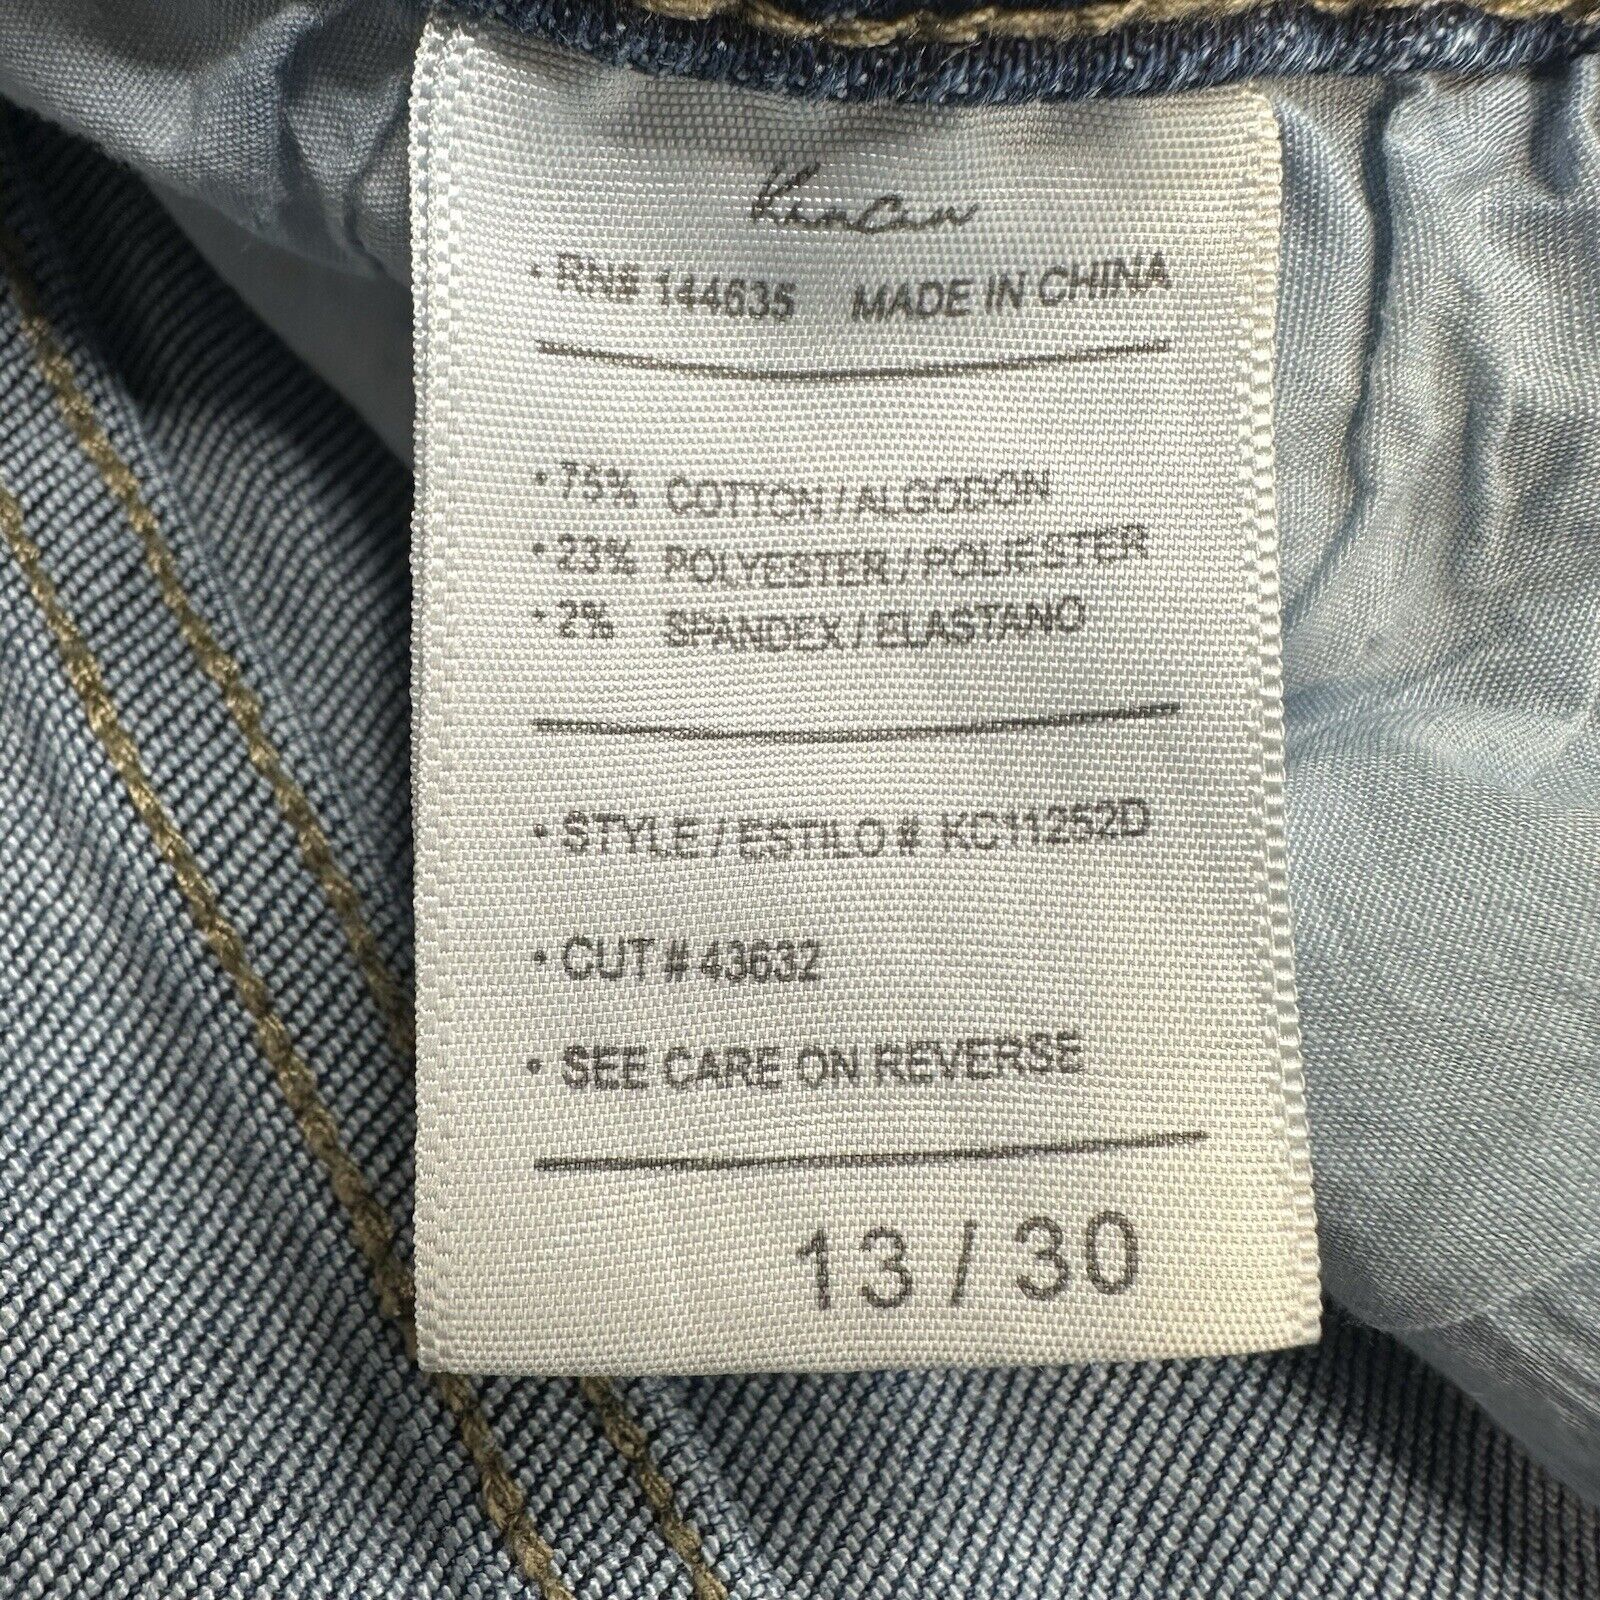 KanCan
• RN# 144635 MADE IN CHINA
• 75% COTTON / ALGODON
• 23% POLYESTER / POLIESTER
• 2% SPANDEX / ELASTANO
• STYLE / ESTILO # KC11252D
• CUT # 43632
• SEE CARE ON REVERSE
13 / 30